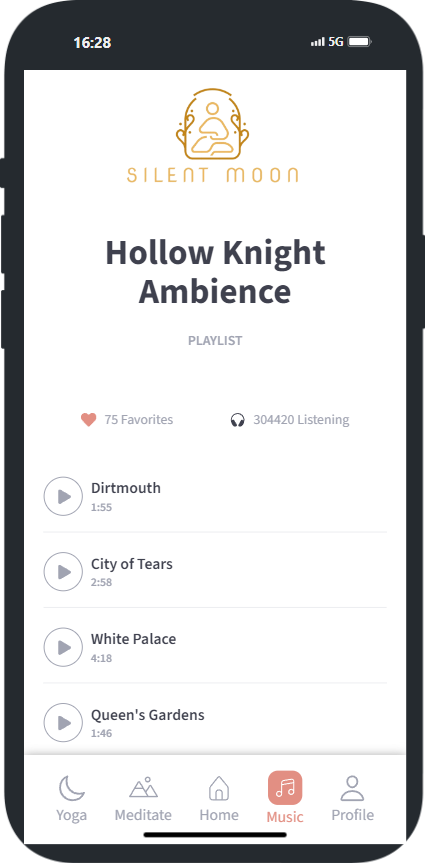 16:28
5G
SILENT MOON
Hollow Knight
Ambience
PLAYLIST
75 Favorites
304420 Listening
Dirtmouth
1:55
City of Tears
2:58
White Palace
4:18
Queen's Gardens
1:46
Yoga
Meditate
Home
Music
Profile